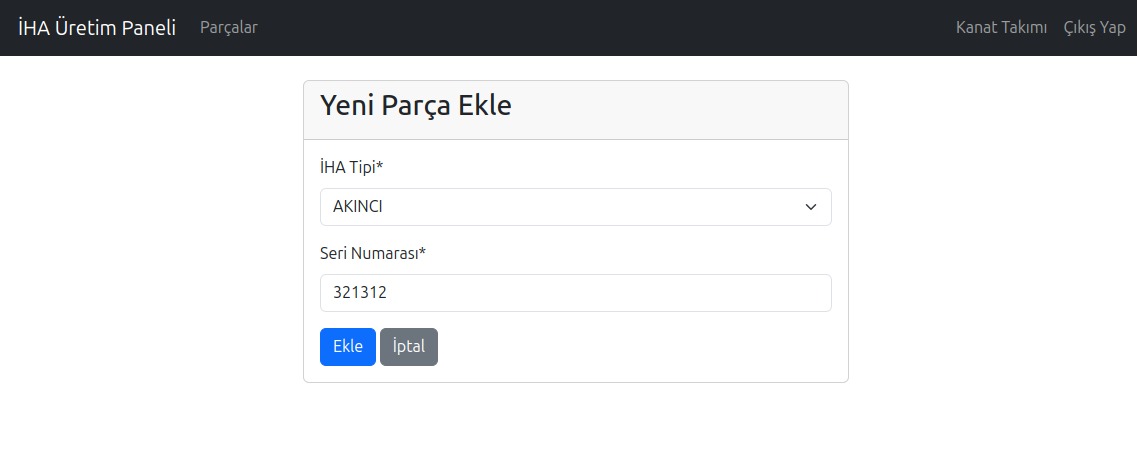 İHA Üretim Paneli Parçalar Kanat Takımı Çıkış Yap
Yeni Parça Ekle
İHA Tipi*
AKINCI
Seri Numarası*
321312
Ekle İptal